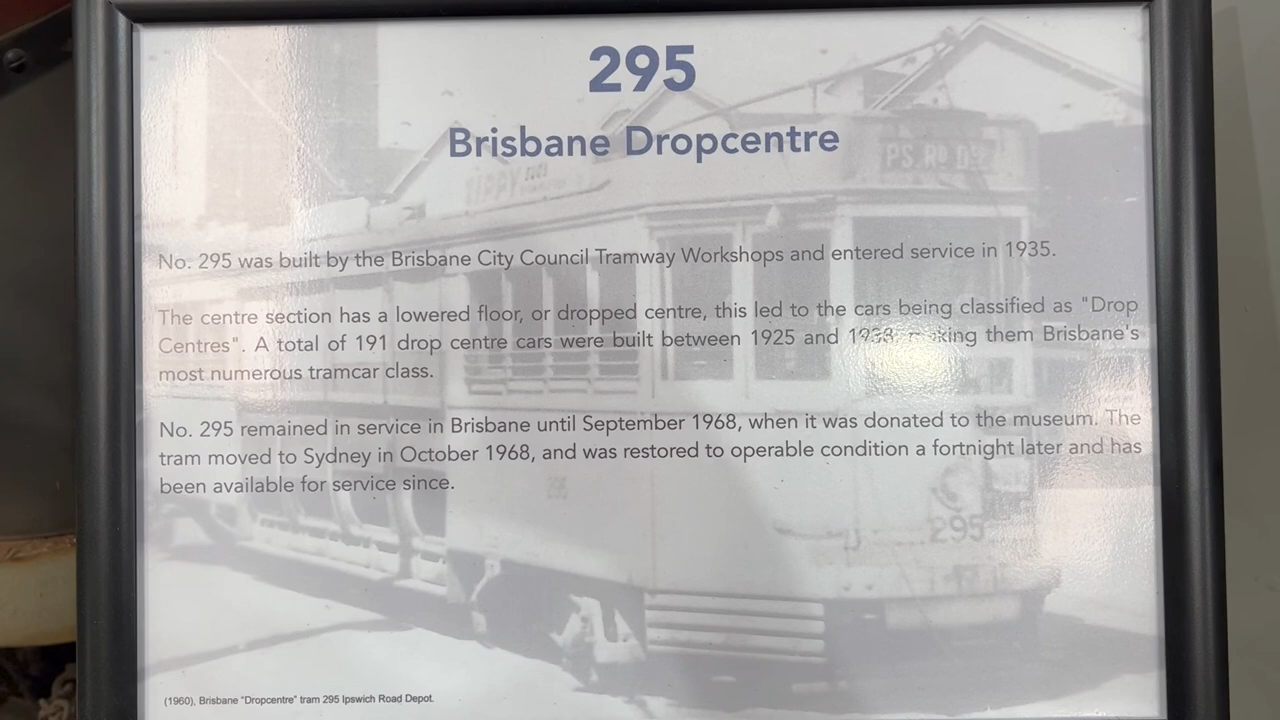 295
Brisbane Dropcentre
PS. RD D
ZIPPY
No. 295 was built by the Brisbane City Council Tramway Workshops and entered service in 1935.
The centre section has a lowered floor, or dropped centre, this led to the cars being classified as "Drop
Centres". A total of 191 drop centre cars were built between 1925 and 1938, making them Brisbane's
most numerous tramcar class.
No. 295 remained in service in Brisbane until September 1968, when it was donated to the museum. The
tram moved to Sydney in October 1968, and was restored to operable condition a fortnight later and has
been available for service since.
295
295
(1960), Brisbane "Dropcentre" tram 295 Ipswich Road Depot.